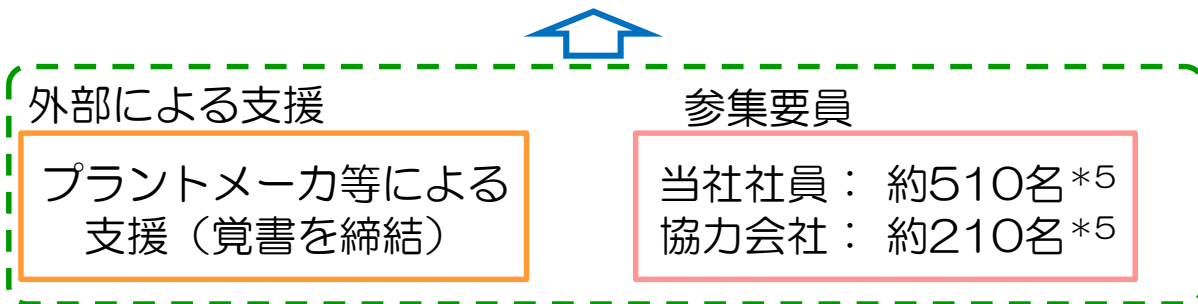 外部による支援
プラントメーカ等による
支援（覚書を締結）
参集要員
当社社員： 約510名*5
協力会社： 約210名*5